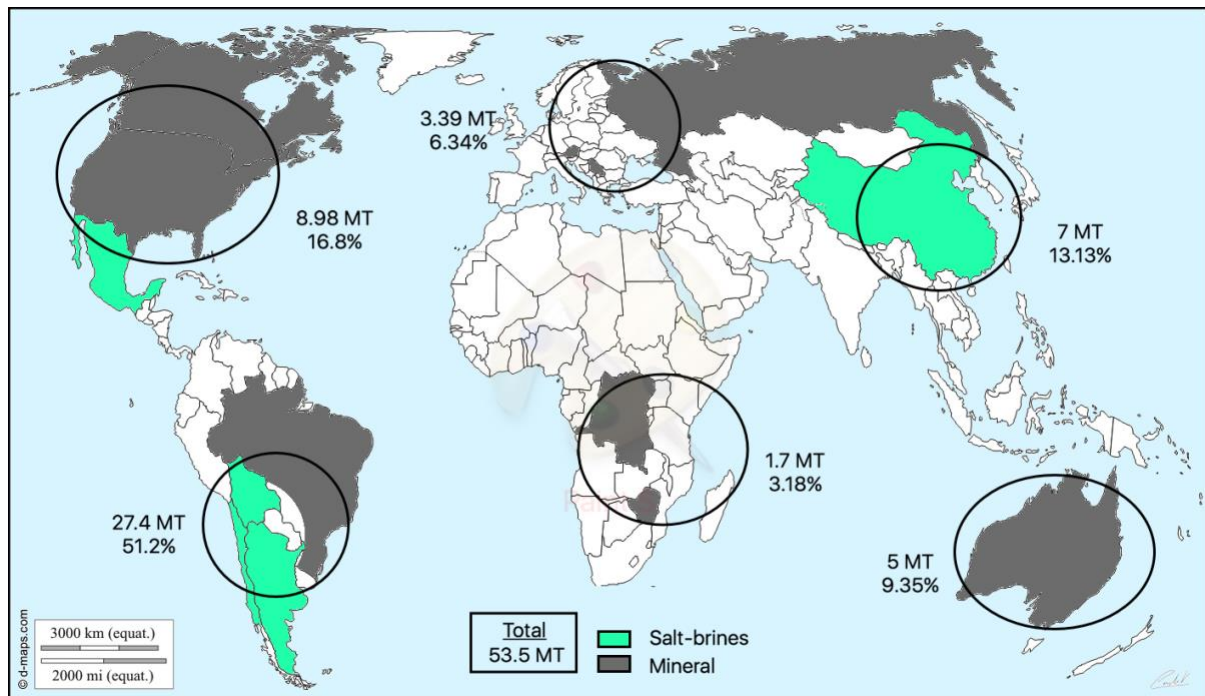 3.39 MT
6.34%
8.98 MT
16.8%
7 MT
13.13%
1.7 MT
3.18%
27.4 MT
51.2%
5 MT
9.35%
Total
53.5 MT
Salt-brines
Mineral
3000 km (equat.)
2000 mi (equat.)
© d-maps.com